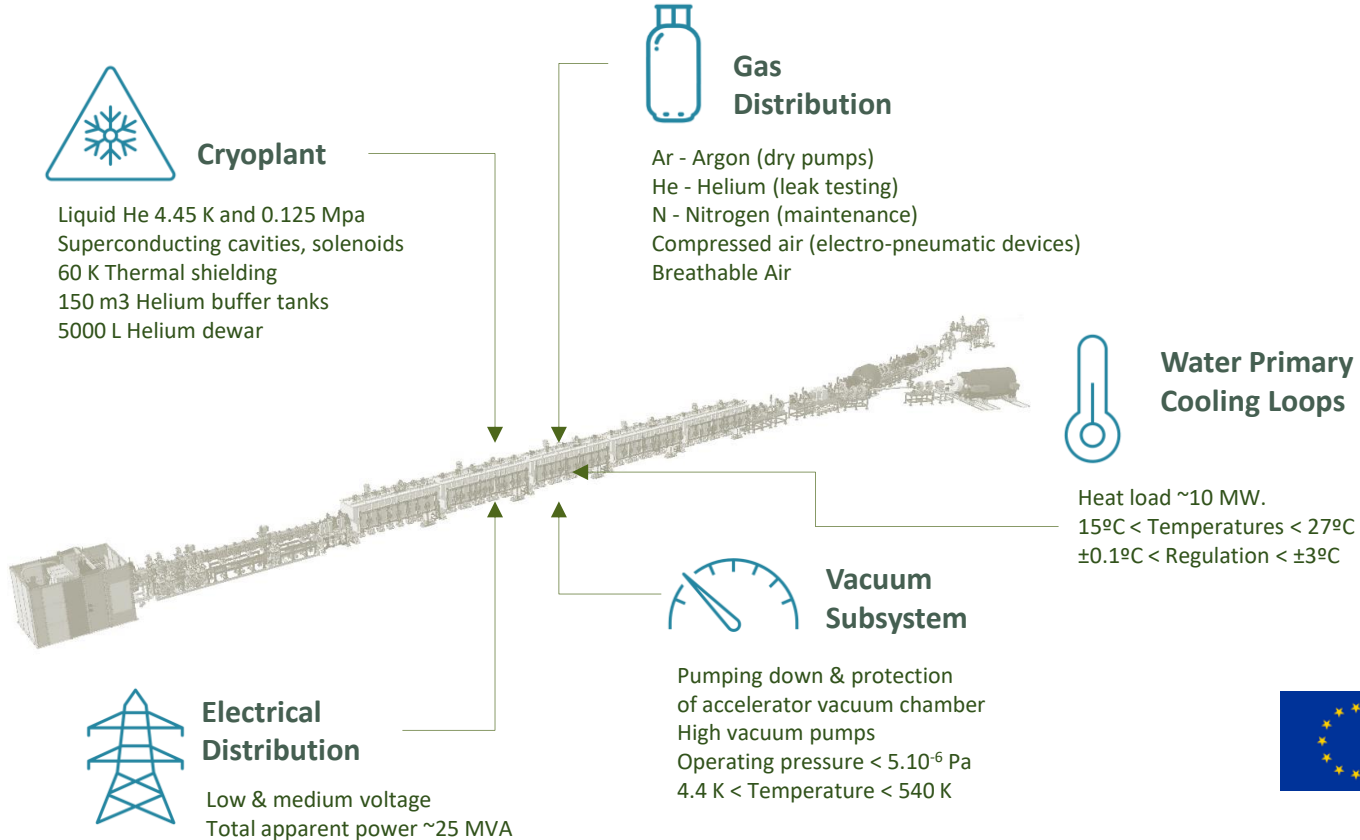 Gas
Distribution
Ar - Argon (dry pumps)
He - Helium (leak testing)
N - Nitrogen (maintenance)
Compressed air (electro-pneumatic devices)
Breathable Air
Cryoplant
Liquid He 4.45 K and 0.125 Mpa
Superconducting cavities, solenoids
60 K Thermal shielding
150 m3 Helium buffer tanks
5000 L Helium dewar
Water Primary
Cooling Loops
Heat load ~10 MW.
15ºC < Temperatures < 27ºC
±0.1ºC < Regulation < ±3ºC
Vacuum
Subsystem
Pumping down & protection
of accelerator vacuum chamber
High vacuum pumps
Operating pressure < 5.10⁻⁶ Pa
4.4 K < Temperature < 540 K
Electrical
Distribution
Low & medium voltage
Total apparent power ~25 MVA